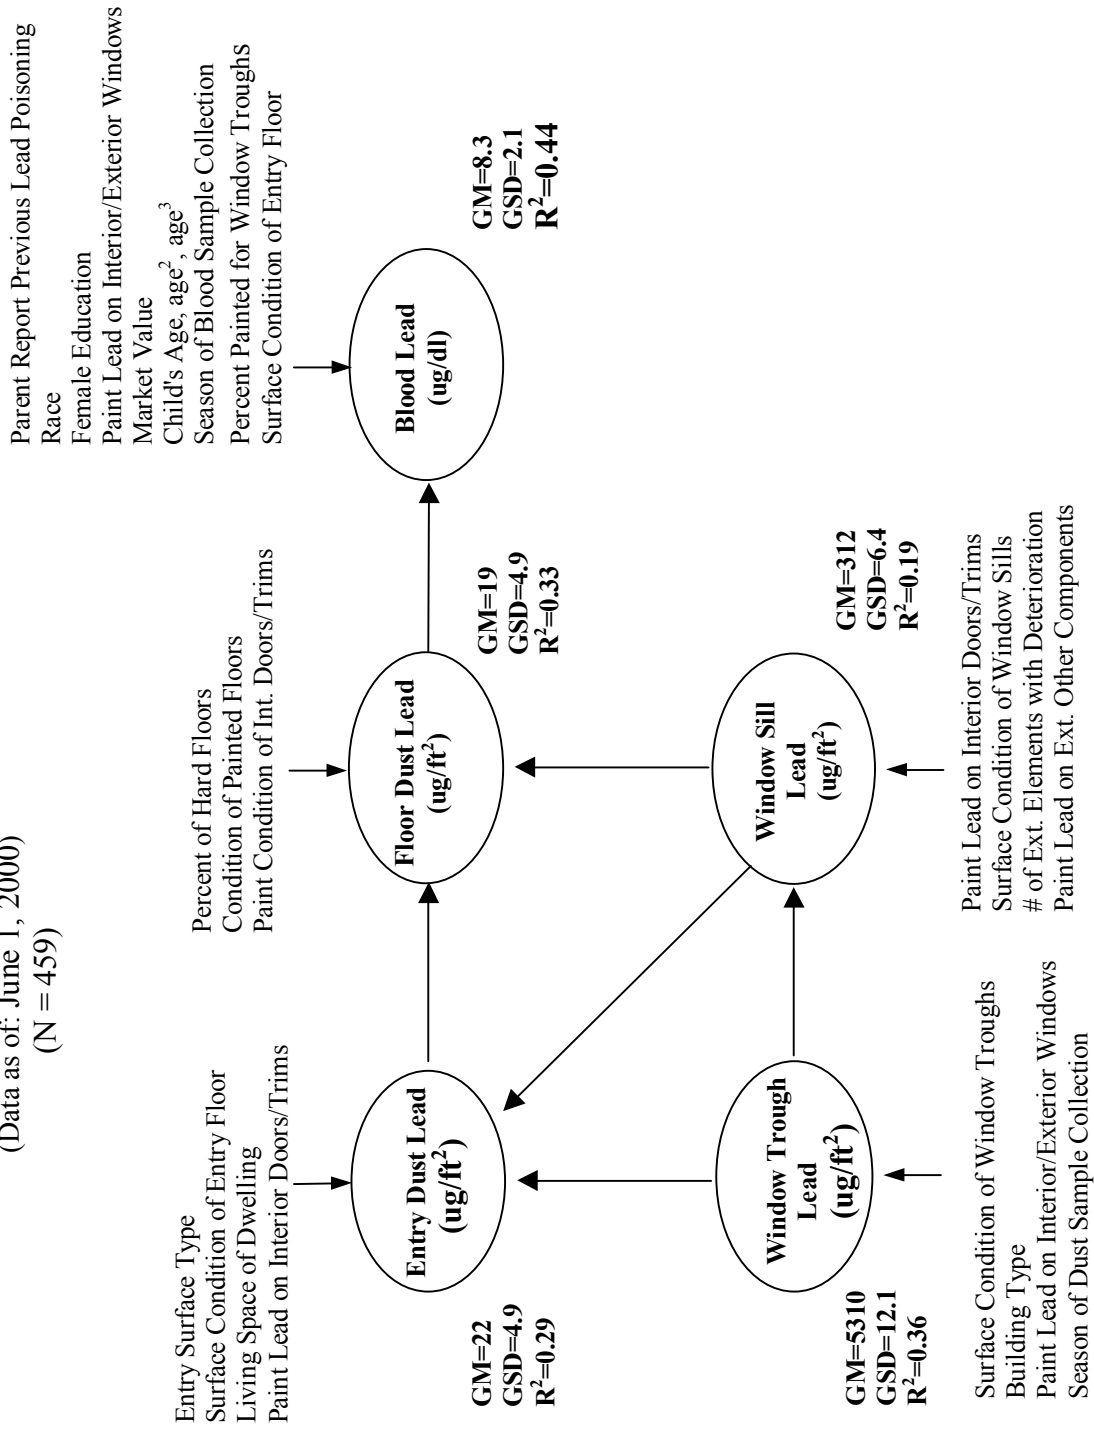 (Data as of: June 1, 2000)
(N = 459)
Entry Surface Type
Surface Condition of Entry Floor
Living Space of Dwelling
Paint Lead on Interior Doors/Trims
Percent of Hard Floors
Condition of Painted Floors
Paint Condition of Int. Doors/Trims
Parent Report Previous Lead Poisoning
Race
Female Education
Paint Lead on Interior/Exterior Windows
Market Value
Child's Age, age², age³
Season of Blood Sample Collection
Percent Painted for Window Troughs
Surface Condition of Entry Floor
Entry Dust Lead
(ug/ft²)
GM=22
GSD=4.9
R²=0.29
Floor Dust Lead
(ug/ft²)
GM=19
GSD=4.9
R²=0.33
Blood Lead
(ug/dl)
GM=8.3
GSD=2.1
R²=0.44
Window Trough
Lead
(ug/ft²)
GM=5310
GSD=12.1
R²=0.36
Window Sill
Lead
(ug/ft²)
GM=312
GSD=6.4
R²=0.19
Surface Condition of Window Troughs
Building Type
Paint Lead on Interior/Exterior Windows
Season of Dust Sample Collection
Paint Lead on Interior Doors/Trims
Surface Condition of Window Sills
# of Ext. Elements with Deterioration
Paint Lead on Ext. Other Components